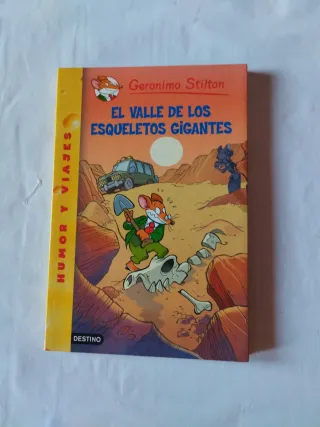 Geronimo Stilton
EL VALLE DE LOS
ESQUELETOS GIGANTES
HUMOR Y VIAJES
DESTINO